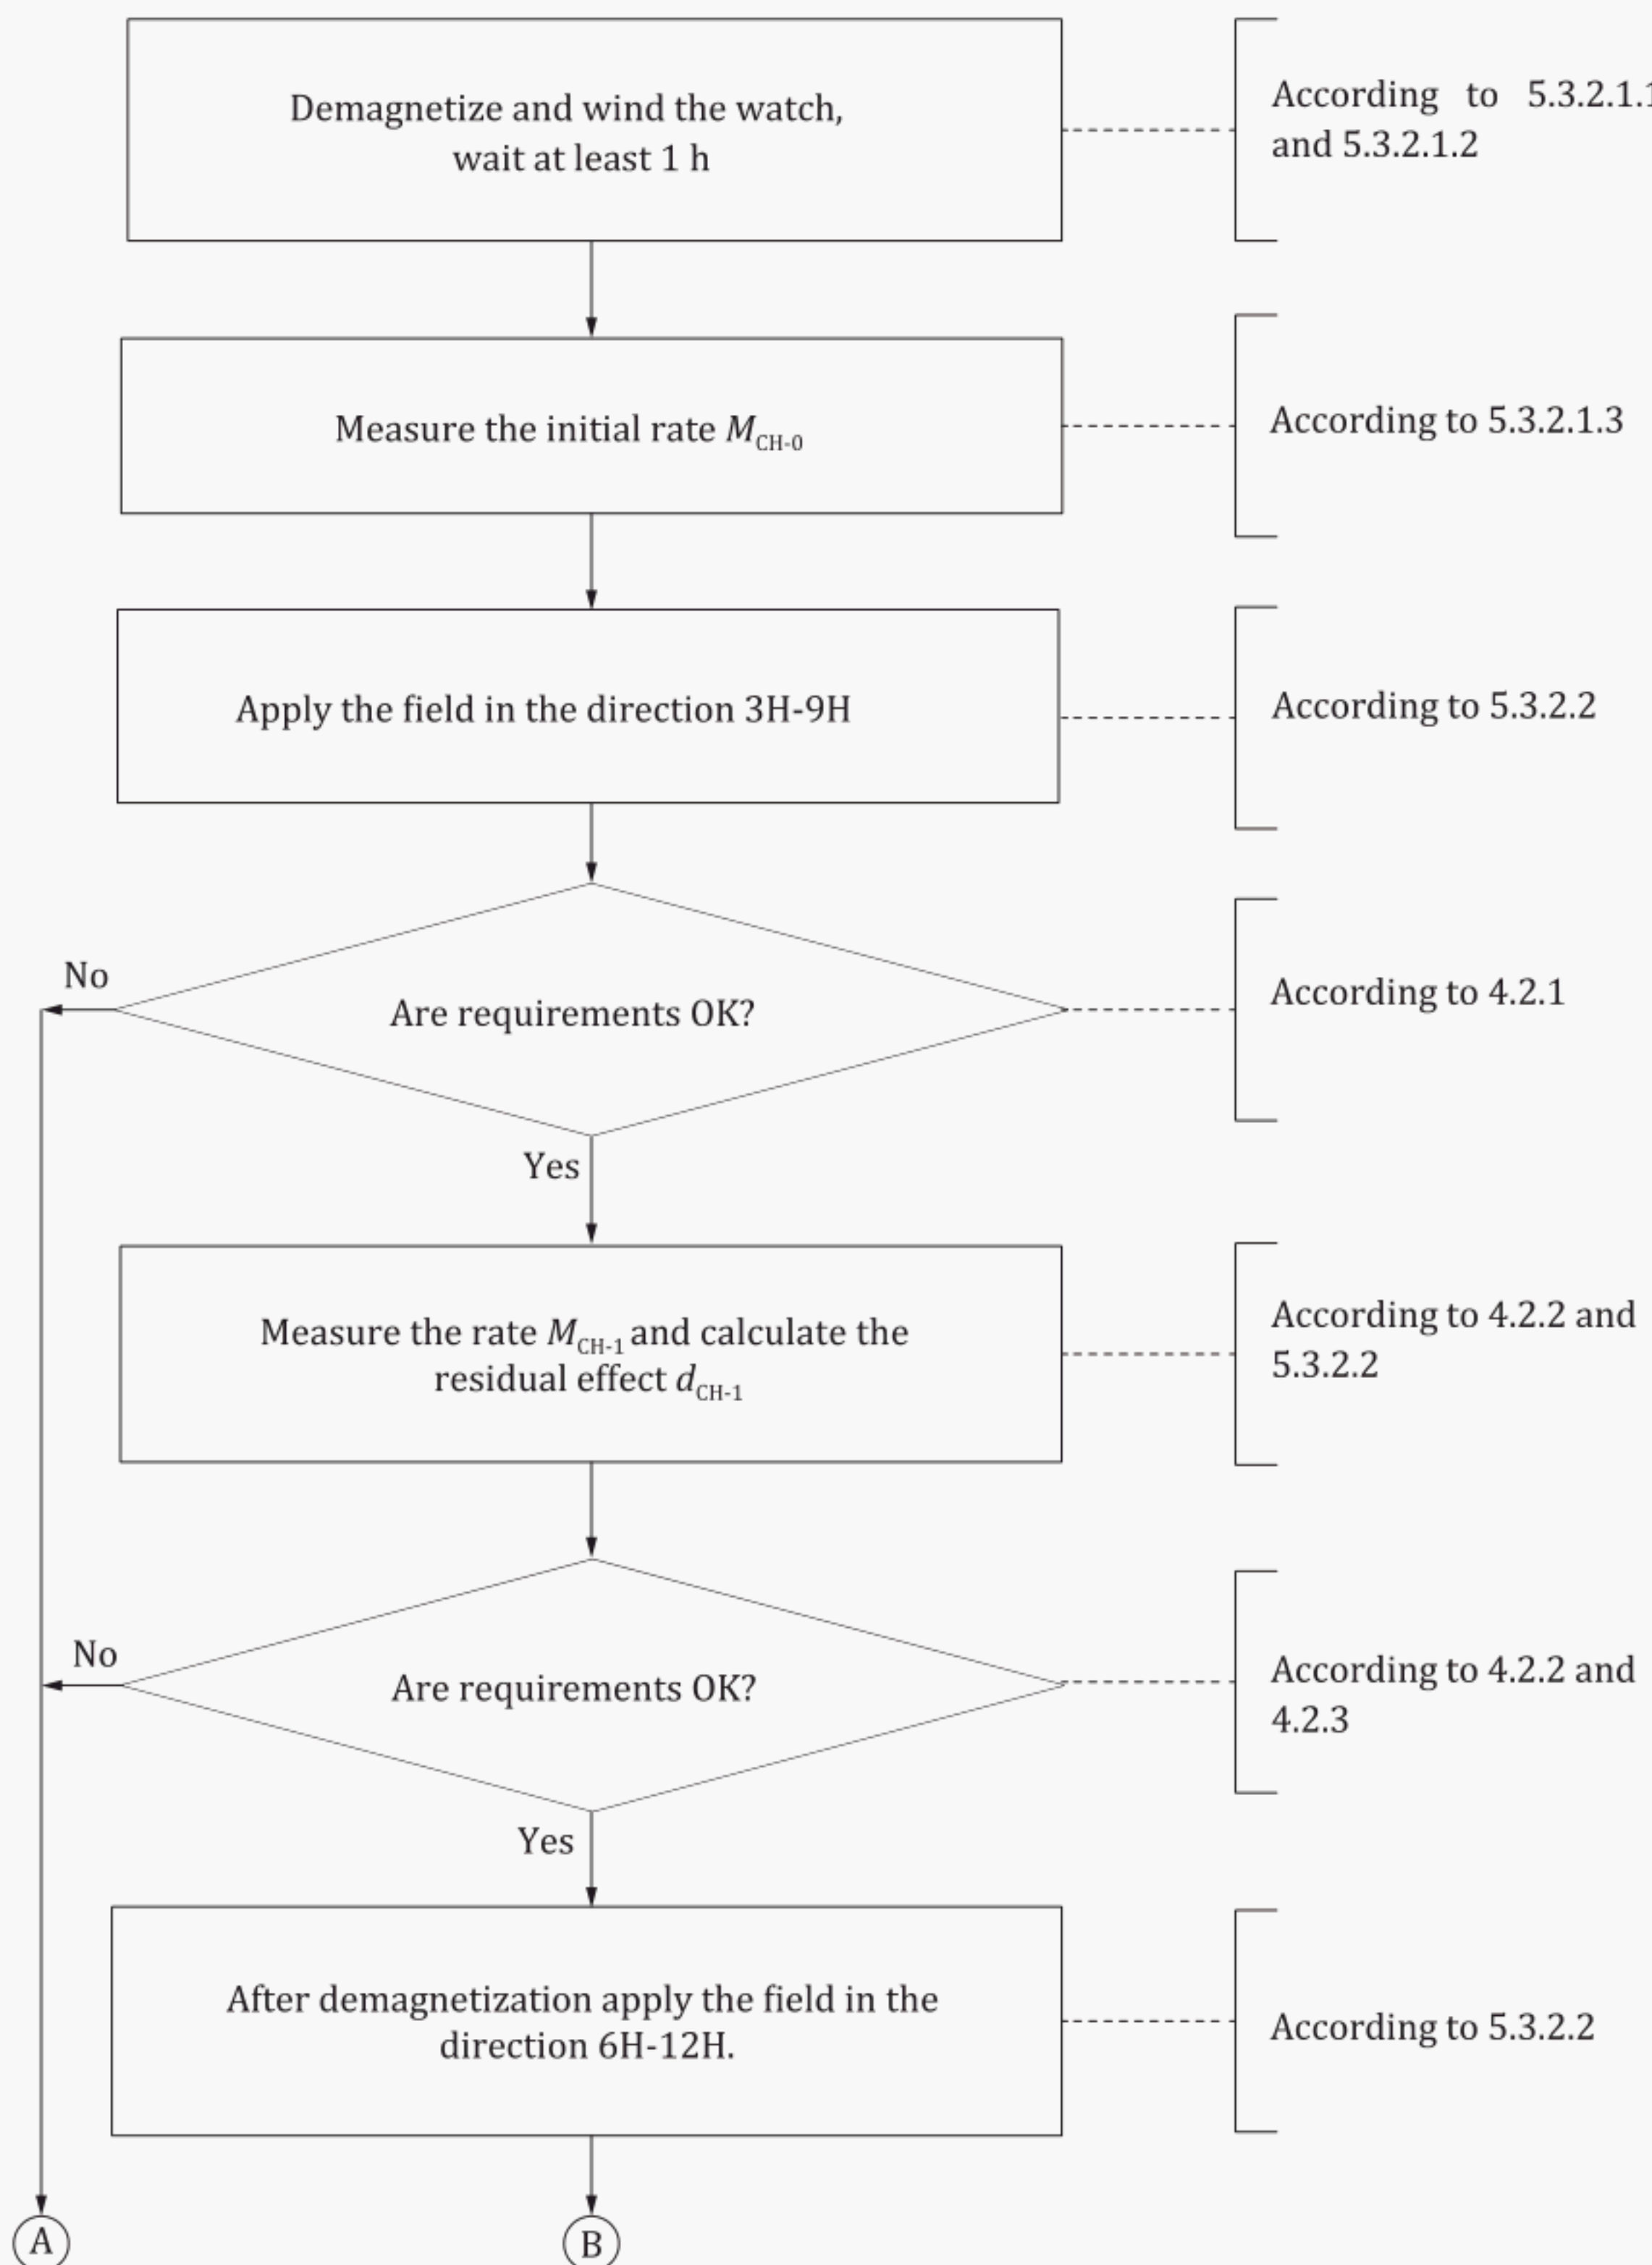 Demagnetize and wind the watch,
wait at least 1 h
According to 5.3.2.1.1
and 5.3.2.1.2
Measure the initial rate M_CH-0
According to 5.3.2.1.3
Apply the field in the direction 3H-9H
According to 5.3.2.2
No
Are requirements OK?
According to 4.2.1
Yes
Measure the rate M_CH-1 and calculate the
residual effect d_CH-1
According to 4.2.2 and
5.3.2.2
No
Are requirements OK?
According to 4.2.2 and
4.2.3
Yes
After demagnetization apply the field in the
direction 6H-12H.
According to 5.3.2.2
A
B